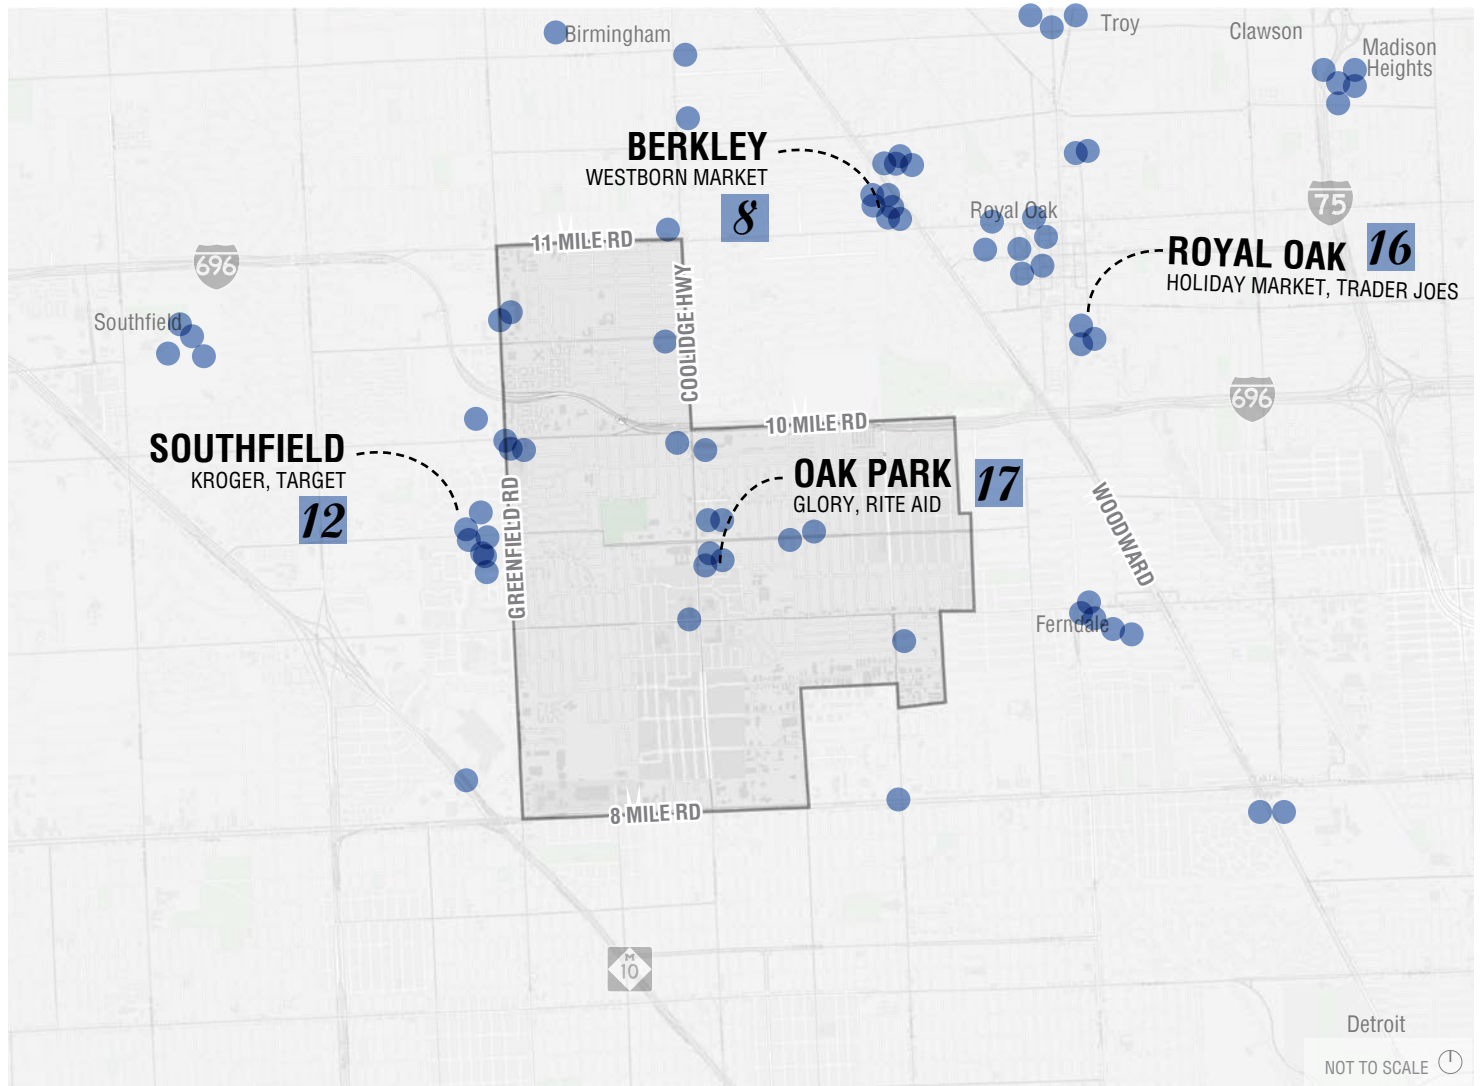 Birmingham
Troy
Clawson
Madison
Heights
BERKLEY
WESTBORN MARKET
8
75
Royal Oak
11 MILE RD
696
ROYAL OAK
16
HOLIDAY MARKET, TRADER JOES
COOLIDGE HWY
Southfield
696
10 MILE RD
SOUTHFIELD
KROGER, TARGET
12
OAK PARK
GLORY, RITE AID
17
GREENFIELD RD
WOODWARD
Ferndale
8 MILE RD
M
10
Detroit
NOT TO SCALE